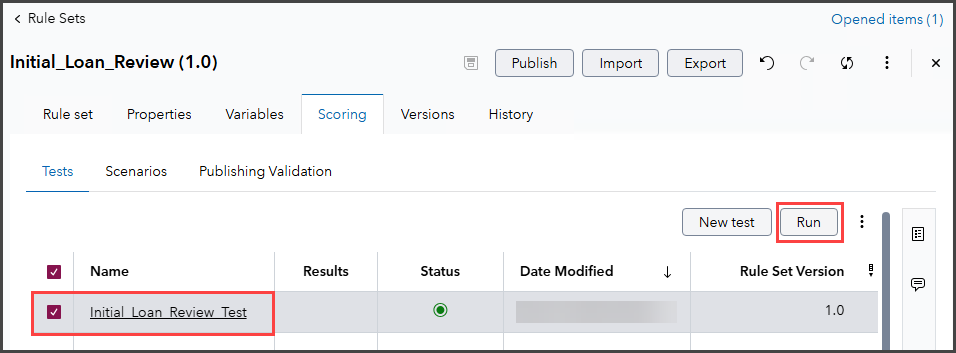 Rule Sets
Opened items (1)
Initial_Loan_Review (1.0)
Publish
Import
Export
Rule set
Properties
Variables
Scoring
Versions
History
Tests
Scenarios
Publishing Validation
New test
Run
Name
Results
Status
Date Modified
Rule Set Version
Initial_Loan_Review_Test
1.0